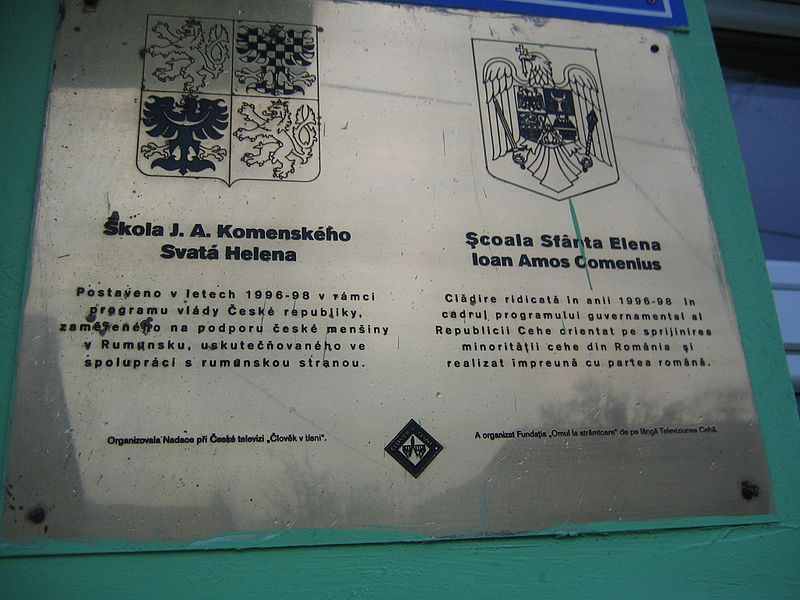 Škola J. A. Komenského
Svatá Helena
Postaveno v letech 1996-98 v rámci
programu vlády České republiky,
zaměřeného na podporu české menšiny
v Rumunsku, uskutečňovaného ve
spolupráci s rumunskou stranou.
Organizovala Nadace při České televizi „Člověk v tísni".
Şcoala Sfânta Elena
Ioan Amos Comenius
Clădire ridicată în anii 1996-98 în
cadrul programului guvernamental al
Republicii Cehe orientat pe sprijinirea
minorităţii cehe din România şi
realizat împreună cu partea română.
A organizat Fundaţia „Omul la strâmtoare" de pe lângă Televiziunea Cehă.